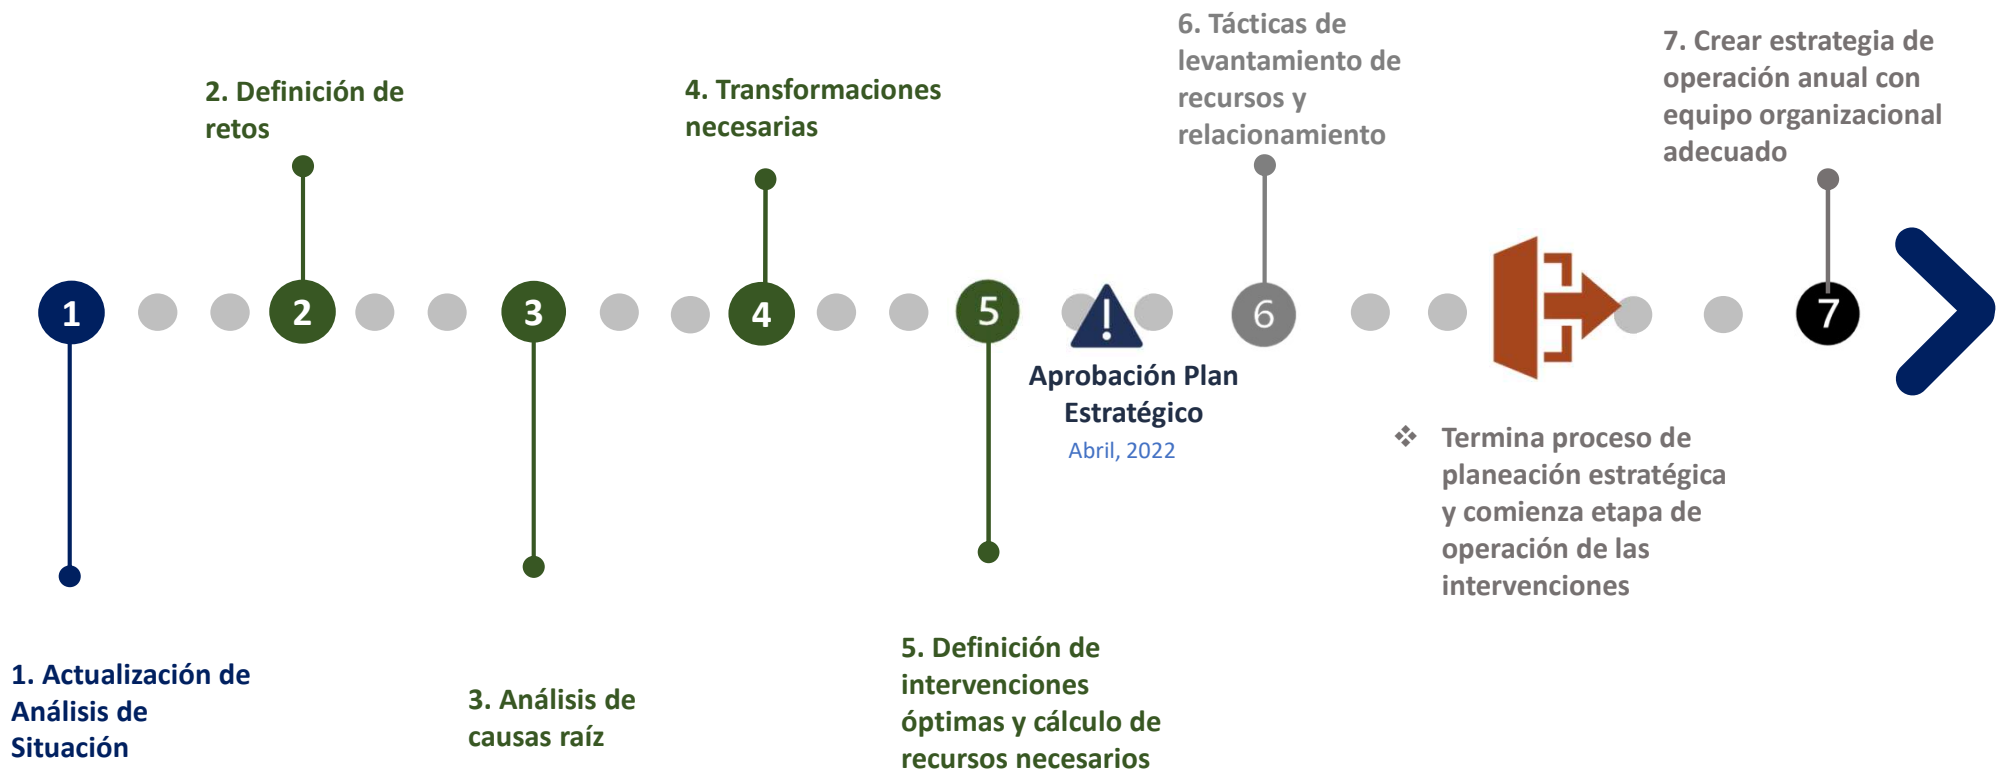 6. Tácticas de
levantamiento de
recursos y
relacionamiento
7. Crear estrategia de
operación anual con
equipo organizacional
adecuado
2. Definición de
retos
4. Transformaciones
necesarias
1
2
3
4
5
6
7
Aprobación Plan
Estratégico
Abril, 2022
❖ Termina proceso de
planeación estratégica
y comienza etapa de
operación de las
intervenciones
1. Actualización de
Análisis de
Situación
3. Análisis de
causas raíz
5. Definición de
intervenciones
óptimas y cálculo de
recursos necesarios